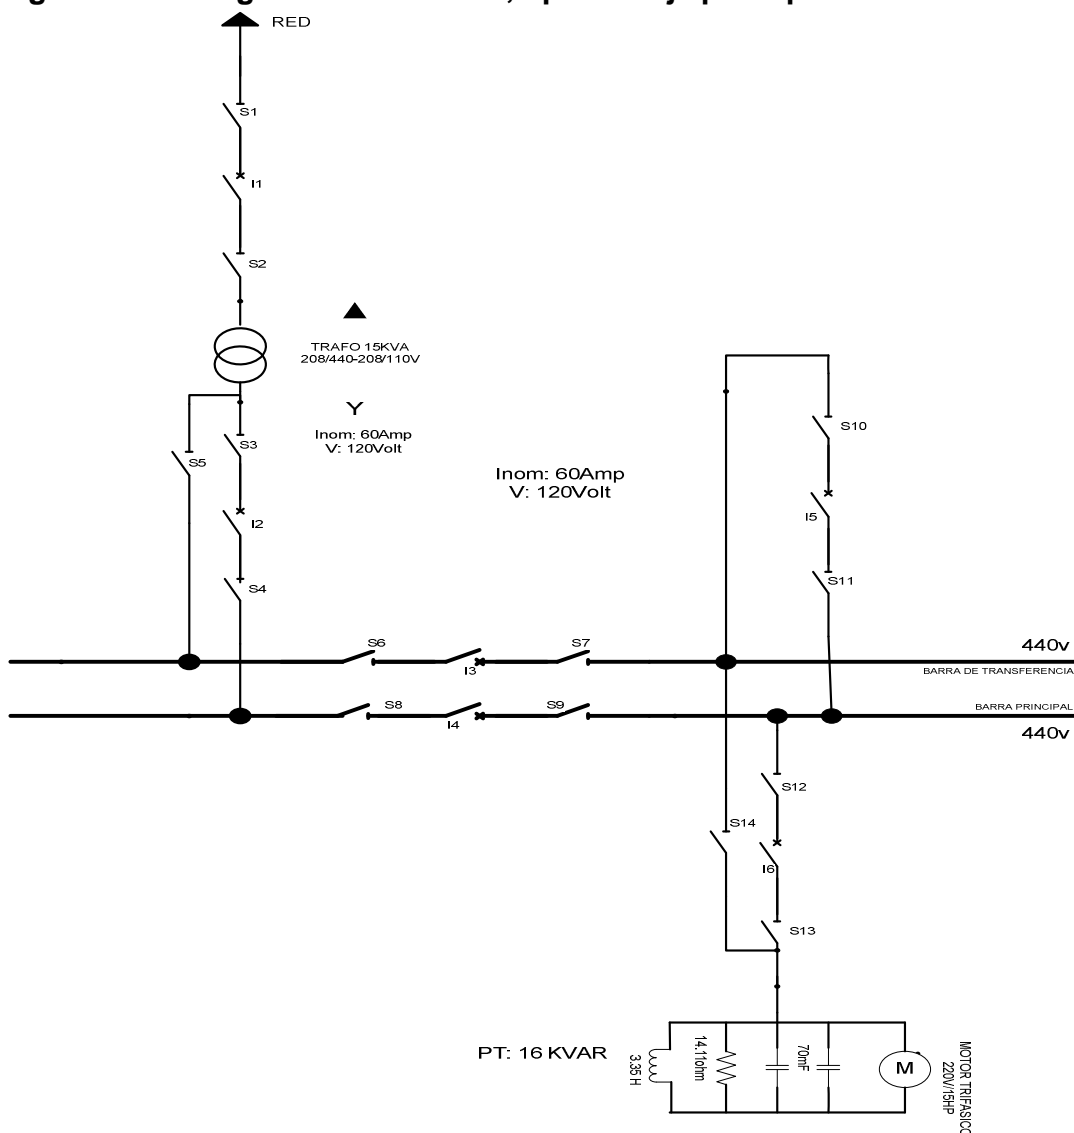 RED
S1
I1
S2
TRAFO 15KVA
208/440-208/110V
Y
Inom: 60Amp
V: 120Volt
S3
S5
I2
S4
Inom: 60Amp
V: 120Volt
S10
I5
S11
S6
I3
S7
440v
BARRA DE TRANSFERENCIA
S8
I4
S9
BARRA PRINCIPAL
440v
S12
S14
I6
S13
PT: 16 KVAR
3.35 H
14.11ohm
70mF
M
MOTOR TRIFASICO
220V/15HP